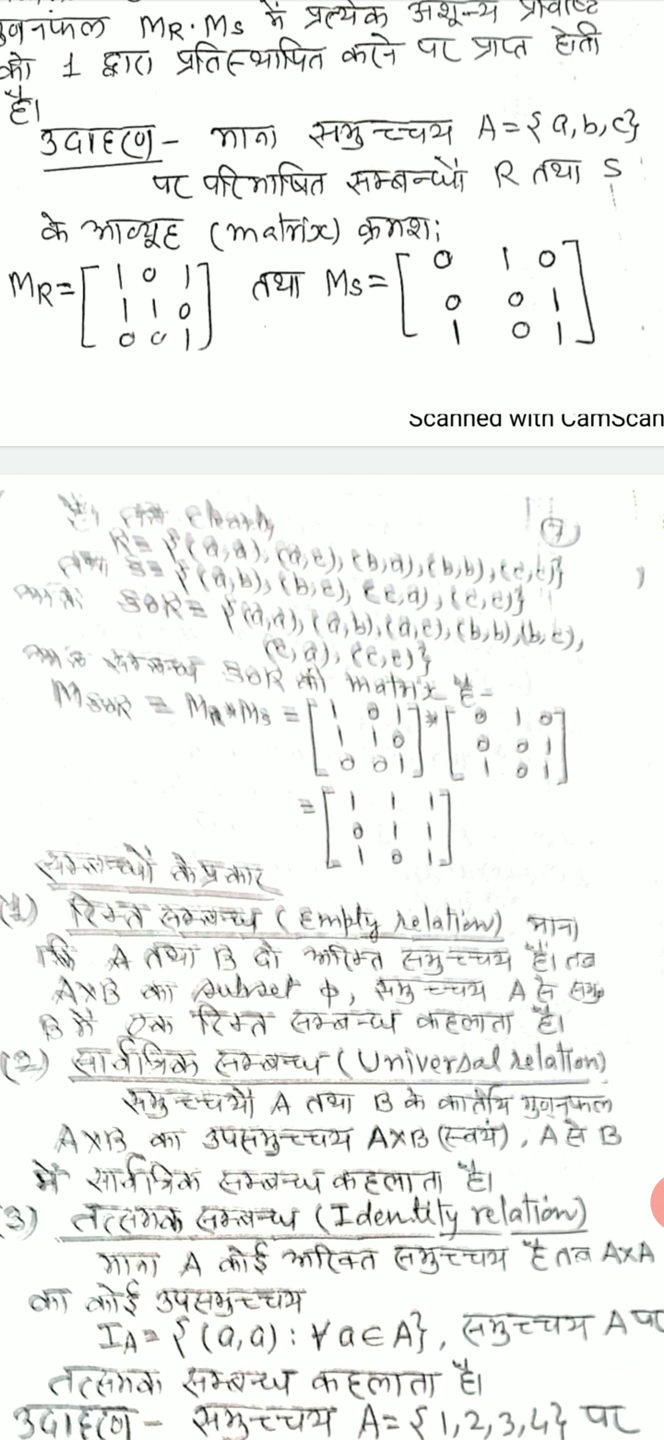 गुणनफल MR·Ms में प्रत्येक अशून्य प्रविष्टि
को 1 द्वारा प्रतिस्थापित करने पर प्राप्त होती
है।
उदाहरण - माना समुच्चय A = {a,b,c}
पर परिभाषित सम्बन्धों R तथा S
के आव्यूह (matrix) क्रमशः
MR = [ 1 0 1 तथा Ms = [ 0 1 0
1 1 0 0 0 1
0 0 1 ] 1 0 1 ]
Scanned with CamScan
है। clearly (7)
R = {(a,a), (a,c), (b,a), (b,b), (c,c)}
तथा S = {(a,b), (b,c), (c,a), (c,c)}
SoR = {(a,a), (a,b), (a,c), (b,b), (b,c),
(c,a), (c,c)}
सम्बन्ध SoR की matrix है -
MSoR = MR * Ms = [ 1 0 1 * [ 0 1 0
1 1 0 0 0 1
0 0 1 ] 1 0 1 ]
= [ 1 1 1
0 1 1
1 0 1 ]
सम्बन्धों के प्रकार
(1) रिक्त सम्बन्ध (Empty relation) माना
कि A तथा B दो अरिक्त समुच्चय हैं। तब
A×B का subset ϕ, समुच्चय A से समु०
B में एक रिक्त सम्बन्ध कहलाता है।
(2) सार्वत्रिक सम्बन्ध (Universal relation)
समुच्चयों A तथा B के कार्तीय गुणनफल
A×B का उपसमुच्चय A×B (स्वयं), A से B
में सार्वत्रिक सम्बन्ध कहलाता है।
(3) तत्समक सम्बन्ध (Identity relation)
माना A कोई अरिक्त समुच्चय है तब A×A
का कोई उपसमुच्चय
IA = {(a,a) : ∀ a ∈ A}, समुच्चय A पर
तत्समक सम्बन्ध कहलाता है।
उदाहरण - समुच्चय A = {1,2,3,4} पर